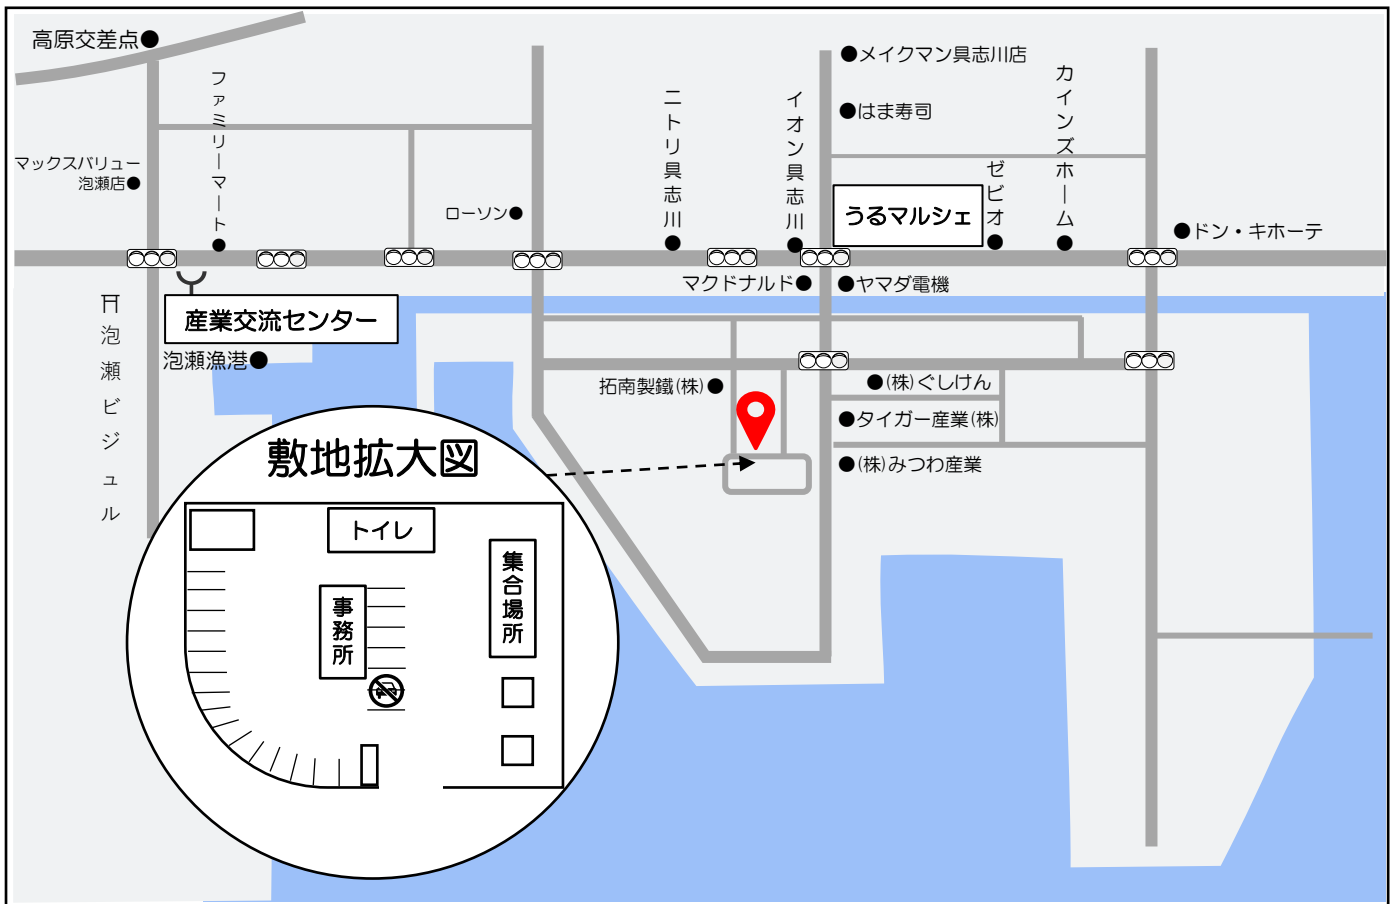 高原交差点
ファミリーマート
マックスバリュー
泡瀬店
ローソン
ニトリ具志川
イオン具志川
メイクマン具志川店
はま寿司
うるマルシェ
ゼビオ
カインズホーム
ドン・キホーテ
マクドナルド
ヤマダ電機
産業交流センター
泡瀬漁港
泡瀬ビジュル
拓南製鐵(株)
(株)ぐしけん
タイガー産業(株)
(株)みつわ産業
敷地拡大図
トイレ
集合場所
事務所